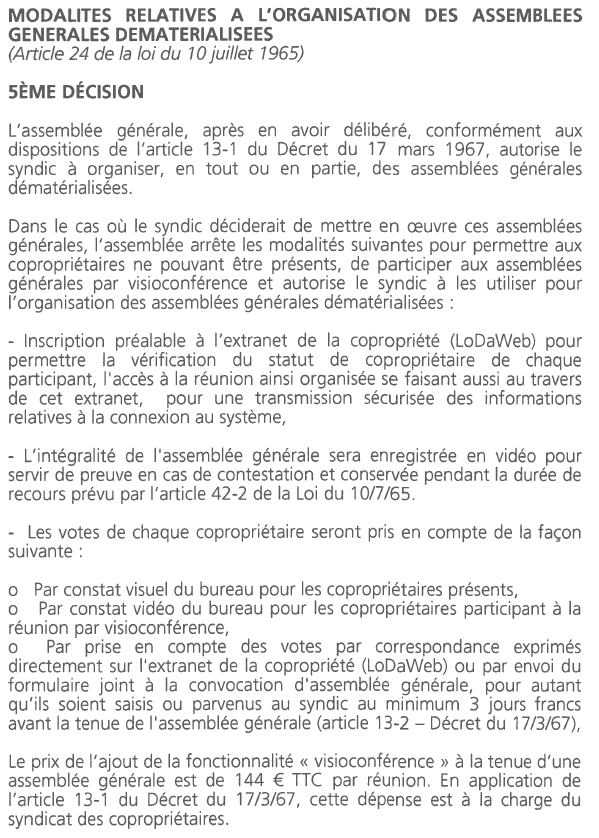 MODALITES RELATIVES A L'ORGANISATION DES ASSEMBLEES
GENERALES DEMATERIALISEES
(Article 24 de la loi du 10 juillet 1965)
5ÈME DÉCISION
L'assemblée générale, après en avoir délibéré, conformément aux
dispositions de l'article 13-1 du Décret du 17 mars 1967, autorise le
syndic à organiser, en tout ou en partie, des assemblées générales
dématérialisées.
Dans le cas où le syndic déciderait de mettre en œuvre ces assemblées
générales, l'assemblée arrête les modalités suivantes pour permettre aux
copropriétaires ne pouvant être présents, de participer aux assemblées
générales par visioconférence et autorise le syndic à les utiliser pour
l'organisation des assemblées générales dématérialisées :
- Inscription préalable à l'extranet de la copropriété (LoDaWeb) pour
permettre la vérification du statut de copropriétaire de chaque
participant, l'accès à la réunion ainsi organisée se faisant aussi au travers
de cet extranet, pour une transmission sécurisée des informations
relatives à la connexion au système,
- L'intégralité de l'assemblée générale sera enregistrée en vidéo pour
servir de preuve en cas de contestation et conservée pendant la durée de
recours prévu par l'article 42-2 de la Loi du 10/7/65.
- Les votes de chaque copropriétaire seront pris en compte de la façon
suivante :
o Par constat visuel du bureau pour les copropriétaires présents,
o Par constat vidéo du bureau pour les copropriétaires participant à la
réunion par visioconférence,
o Par prise en compte des votes par correspondance exprimés
directement sur l'extranet de la copropriété (LoDaWeb) ou par envoi du
formulaire joint à la convocation d'assemblée générale, pour autant
qu'ils soient saisis ou parvenus au syndic au minimum 3 jours francs
avant la tenue de l'assemblée générale (article 13-2 – Décret du 17/3/67),
Le prix de l'ajout de la fonctionnalité « visioconférence » à la tenue d'une
assemblée générale est de 144 € TTC par réunion. En application de
l'article 13-1 du Décret du 17/3/67, cette dépense est à la charge du
syndicat des copropriétaires.